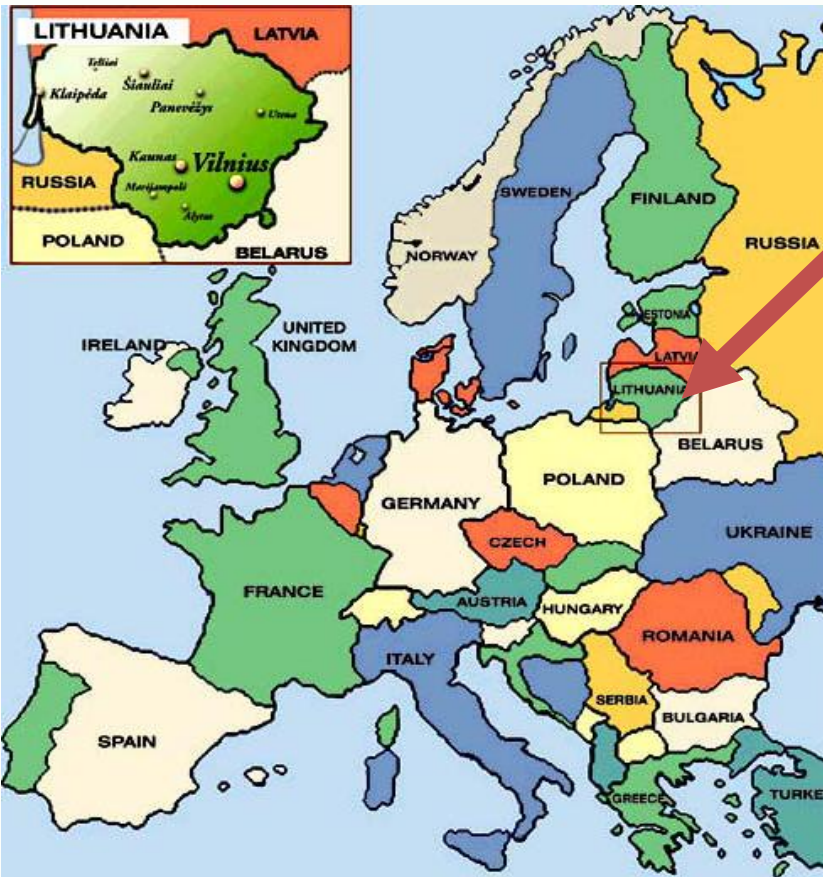 LITHUANIA
LATVIA
Telšiai
Šiauliai
Klaipėda
Panevėžys
Utena
Kaunas
Vilnius
RUSSIA
Marijampolė
Alytus
POLAND
BELARUS
SWEDEN
FINLAND
NORWAY
RUSSIA
ESTONIA
IRELAND
UNITED
KINGDOM
LATVIA
LITHUANIA
BELARUS
POLAND
GERMANY
UKRAINE
CZECH
FRANCE
AUSTRIA
HUNGARY
ROMANIA
ITALY
SERBIA
BULGARIA
SPAIN
GREECE
TURKE